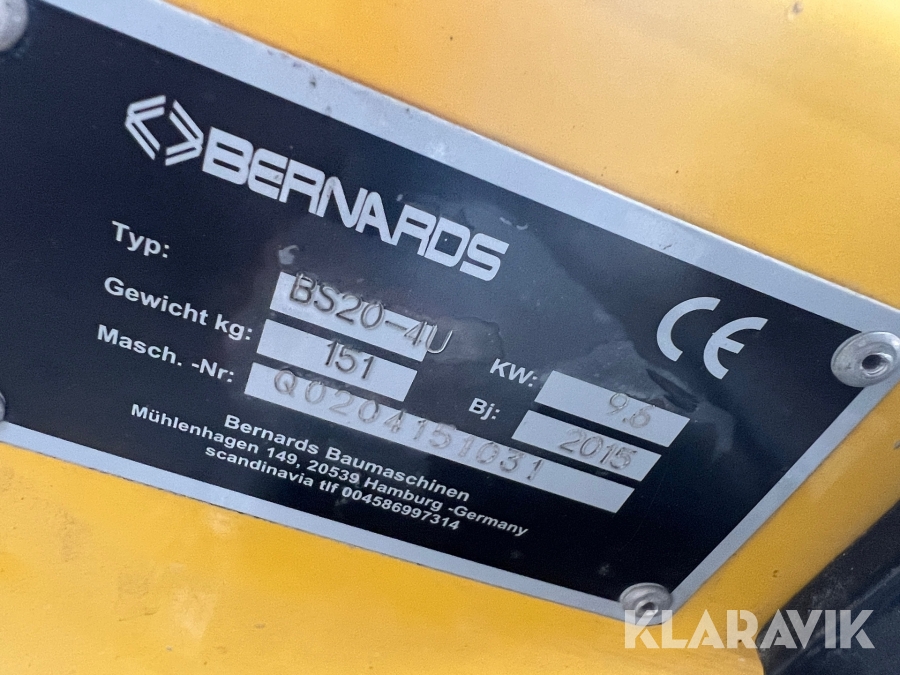 BERNARDS
Typ: BS20-4U
Gewicht kg: 151 KW: 9.6
Masch. -Nr: Q0204151031 Bj: 2015
Bernards Baumaschinen
Mühlenhagen 149, 20539 Hamburg -Germany
scandinavia tlf 004586997314
CE
KLARAVIK